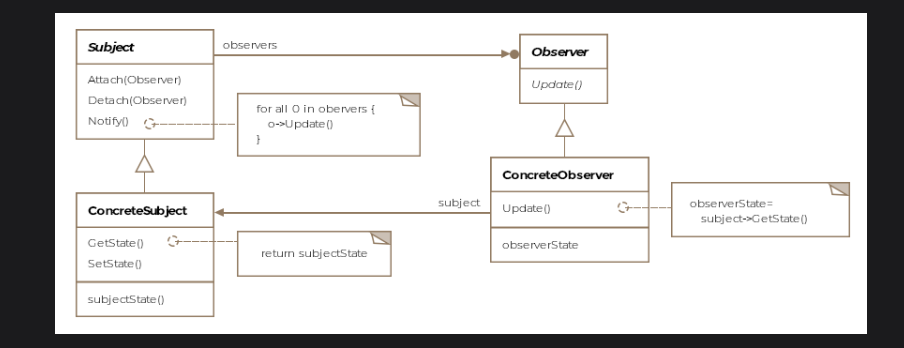 Subject
observers
Observer
Attach(Observer)
Detach(Observer)
Notify()
Update()
for all 0 in obervers {
o->Update()
}
ConcreteObserver
subject
Update()
observerState=
subject->GetState()
observerState
ConcreteSubject
GetState()
SetState()
return subjectState
subjectState()